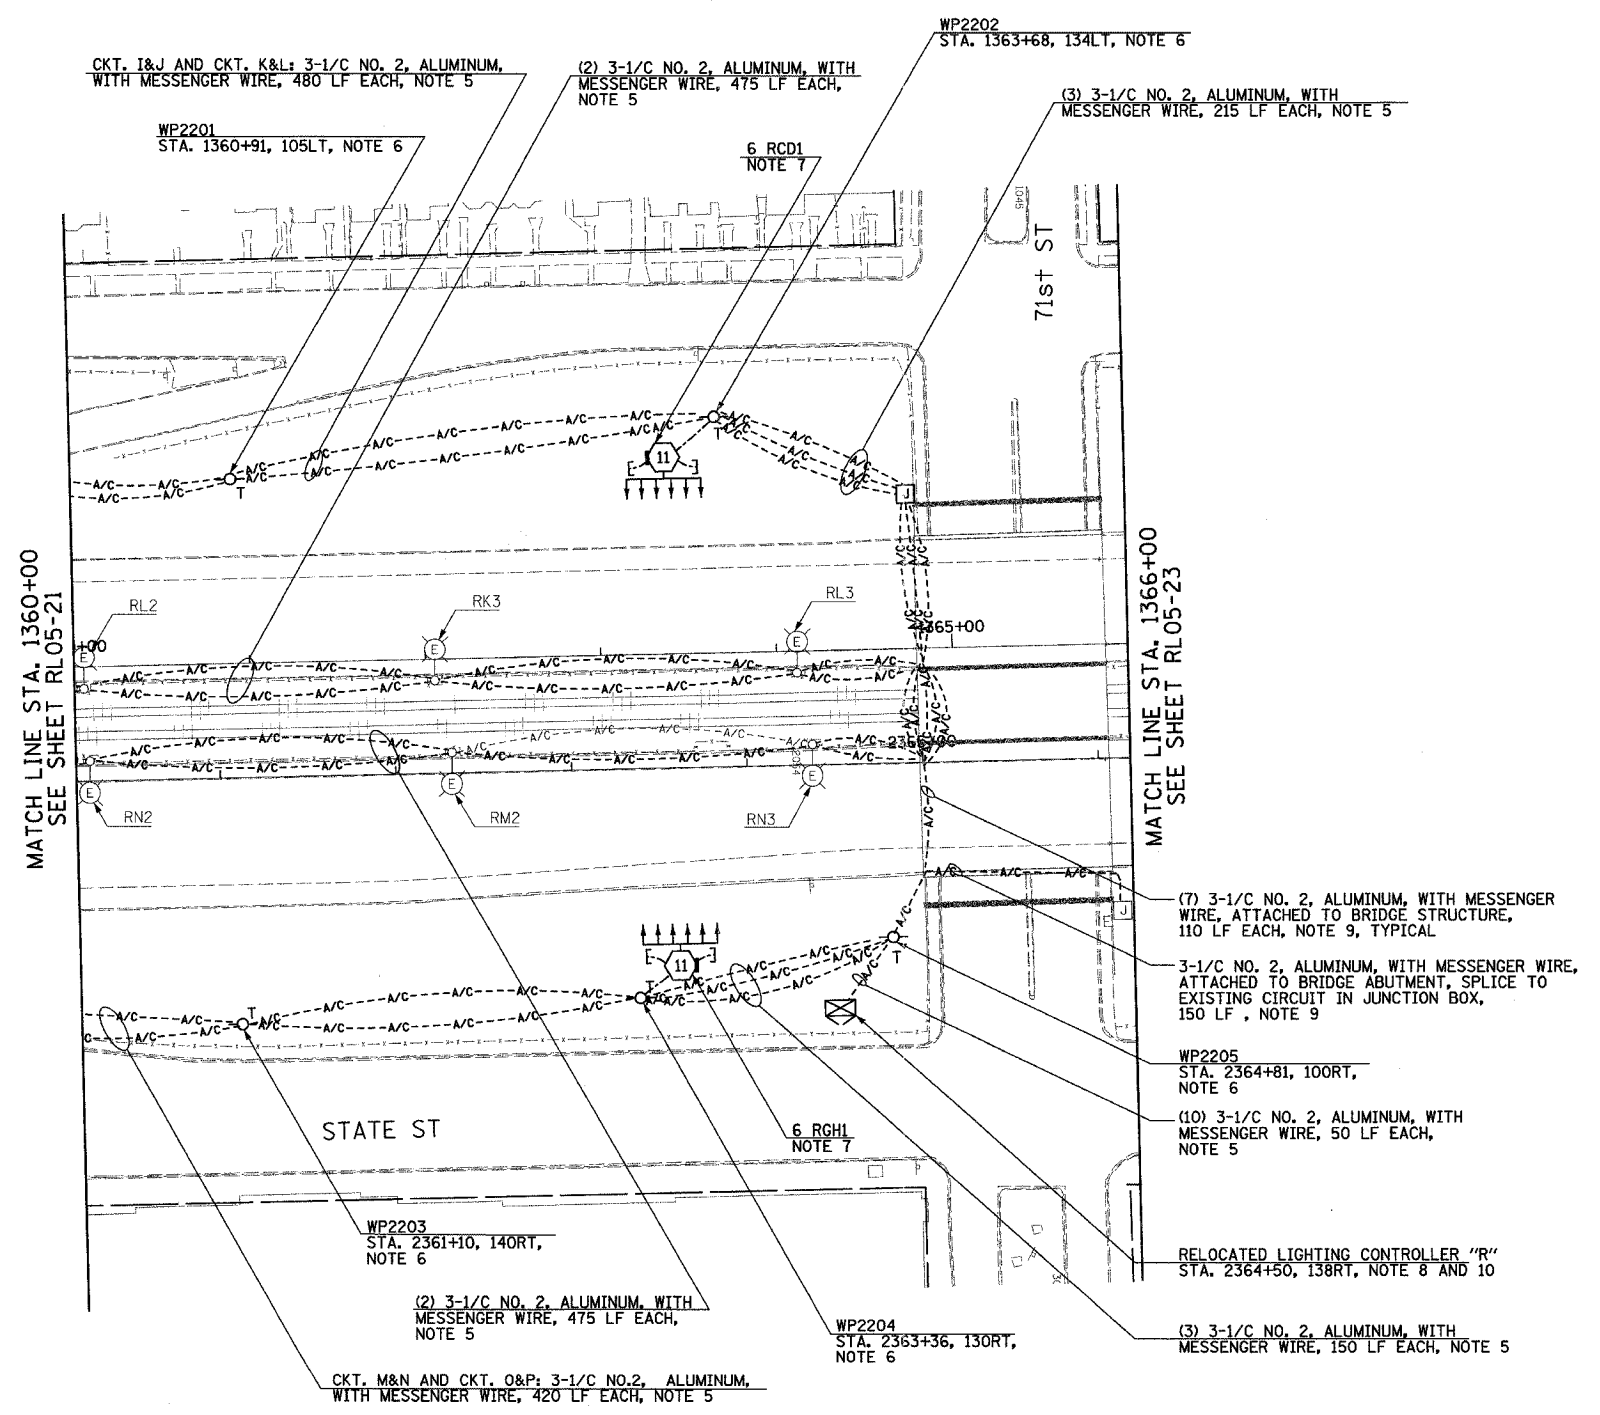 WP2202
STA. 1363+68, 134LT, NOTE 6
CKT. I&J AND CKT. K&L: 3-1/C NO. 2, ALUMINUM,
WITH MESSENGER WIRE, 480 LF EACH, NOTE 5
(2) 3-1/C NO. 2, ALUMINUM, WITH
MESSENGER WIRE, 475 LF EACH,
NOTE 5
(3) 3-1/C NO. 2, ALUMINUM, WITH
MESSENGER WIRE, 215 LF EACH, NOTE 5
WP2201
STA. 1360+91, 105LT, NOTE 6
6 RCD1
NOTE 7
1045
71st ST
T
T
11
J
MATCH LINE STA. 1360+00
SEE SHEET RL05-21
MATCH LINE STA. 1366+00
SEE SHEET RL05-23
RL2
RK3
RL3
+00
1365+00
E
E
E
A/C
2366+00
E
E
E
RN2
RM2
RN3
J
11
T
T
T
(7) 3-1/C NO. 2, ALUMINUM, WITH MESSENGER
WIRE, ATTACHED TO BRIDGE STRUCTURE,
110 LF EACH, NOTE 9, TYPICAL
3-1/C NO. 2, ALUMINUM, WITH MESSENGER WIRE,
ATTACHED TO BRIDGE ABUTMENT, SPLICE TO
EXISTING CIRCUIT IN JUNCTION BOX,
150 LF , NOTE 9
WP2205
STA. 2364+81, 100RT,
NOTE 6
(10) 3-1/C NO. 2, ALUMINUM, WITH
MESSENGER WIRE, 50 LF EACH,
NOTE 5
STATE ST
6 RGH1
NOTE 7
WP2203
STA. 2361+10, 140RT,
NOTE 6
RELOCATED LIGHTING CONTROLLER "R"
STA. 2364+50, 138RT, NOTE 8 AND 10
(2) 3-1/C NO. 2, ALUMINUM, WITH
MESSENGER WIRE, 475 LF EACH,
NOTE 5
WP2204
STA. 2363+36, 130RT,
NOTE 6
(3) 3-1/C NO. 2, ALUMINUM, WITH
MESSENGER WIRE, 150 LF EACH, NOTE 5
CKT. M&N AND CKT. O&P: 3-1/C NO.2, ALUMINUM,
WITH MESSENGER WIRE, 420 LF EACH, NOTE 5